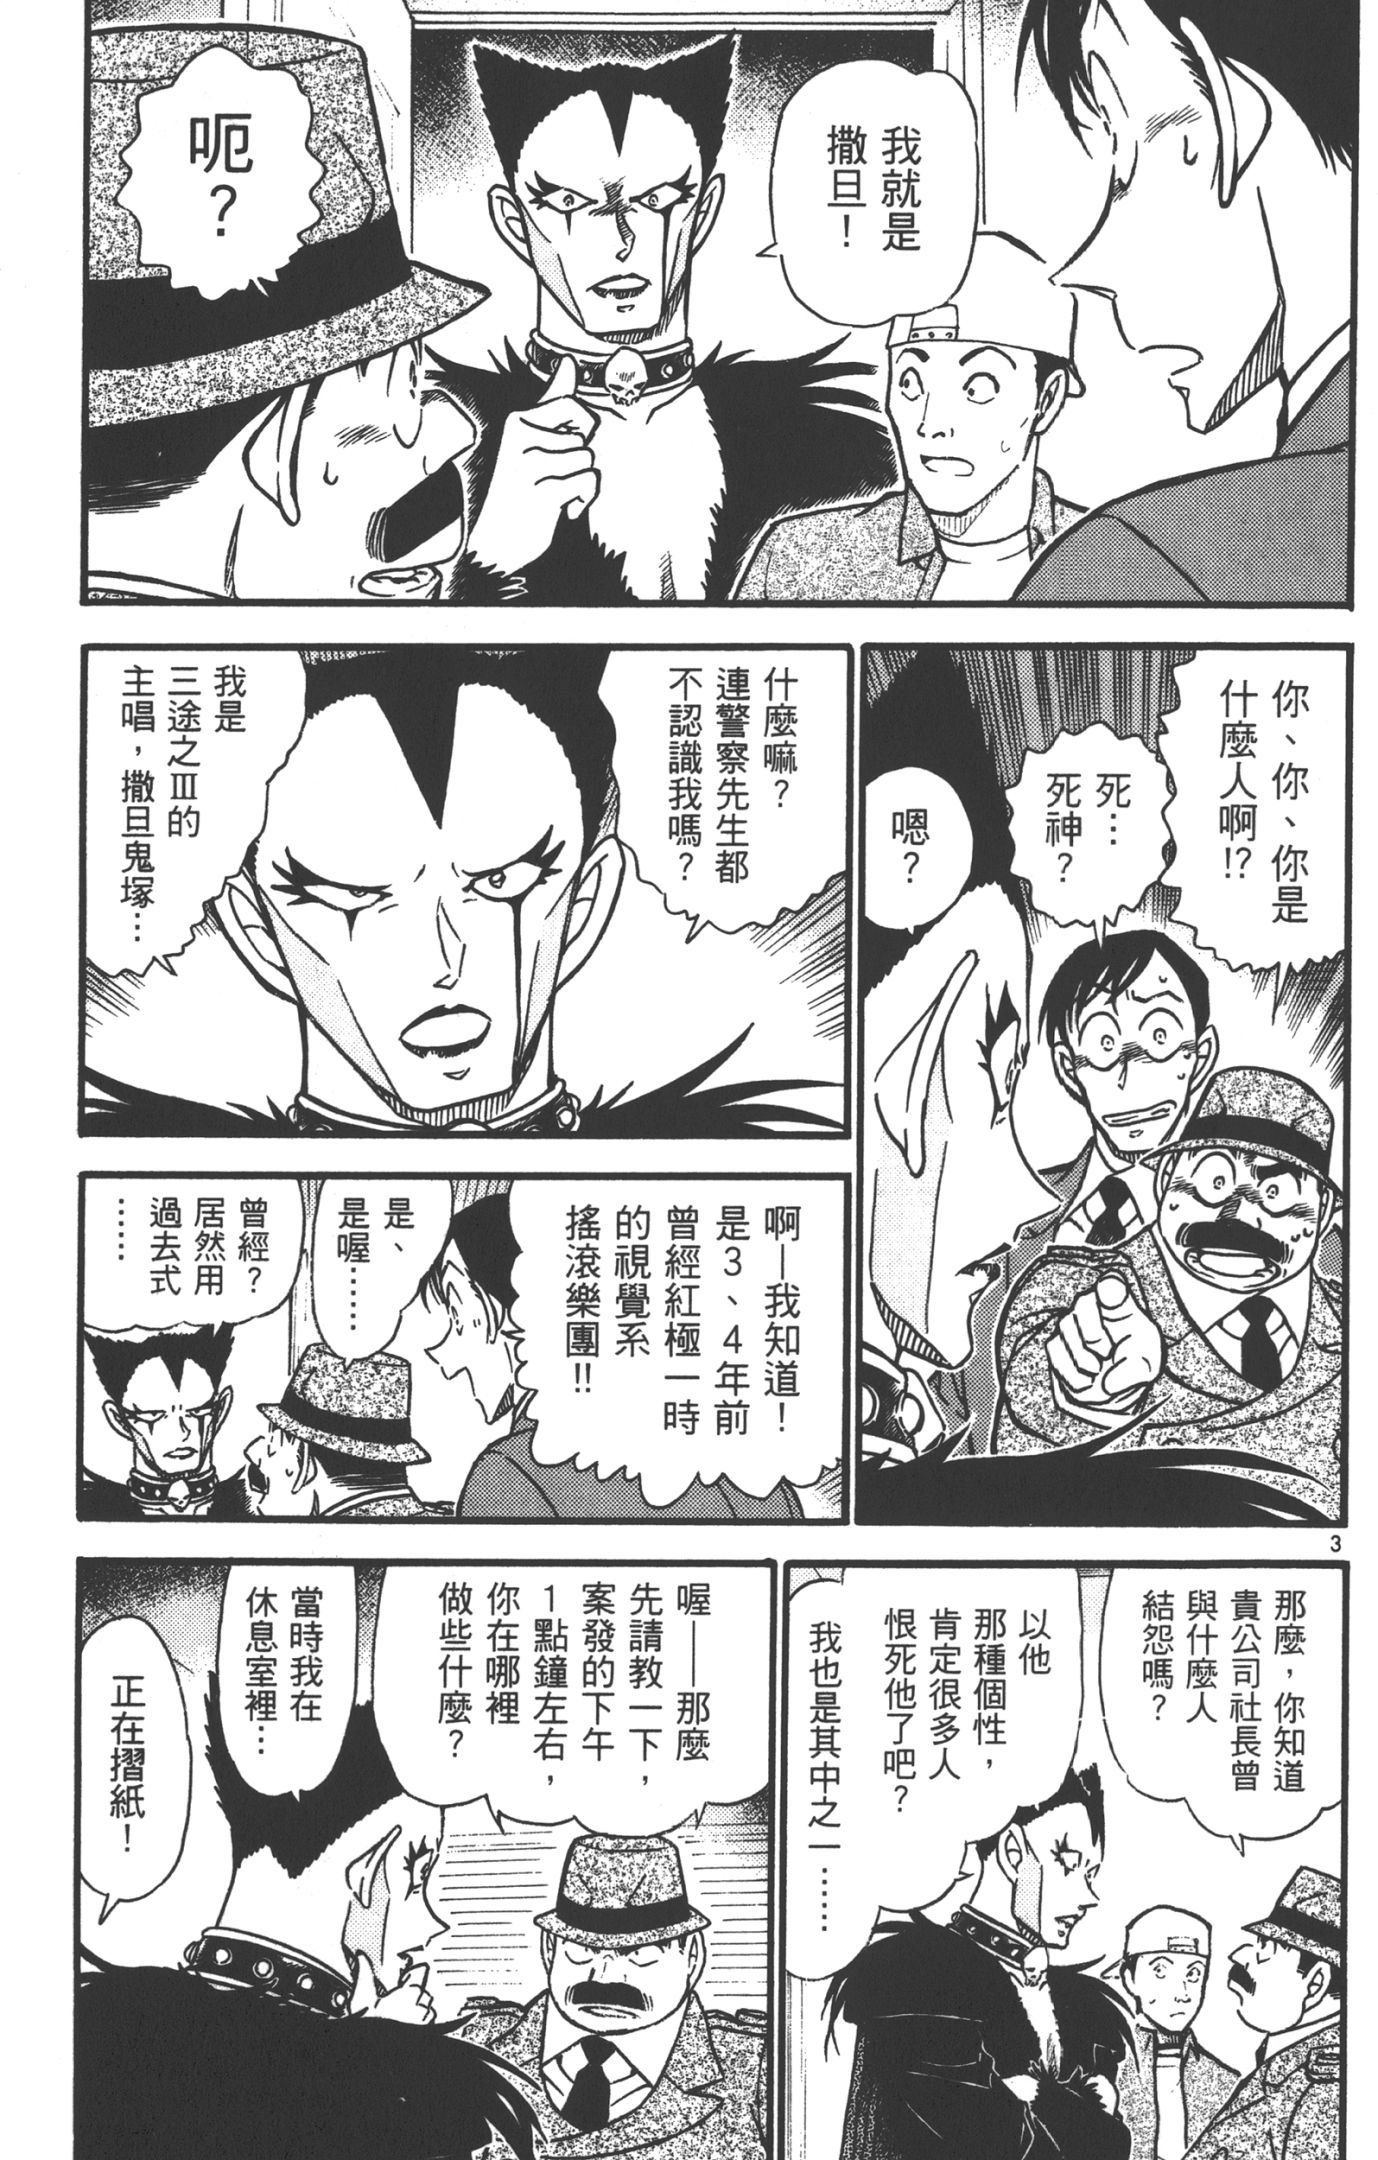 我就是
撒旦！
呃？
你、你、你是
什麼人啊!?
死…
死神？
嗯？
什麼嘛？
連警察先生都
不認識我嗎？
我是
三途之Ⅲ的
主唱，撒旦鬼塚…
啊—我知道！
是3、4年前
曾經紅極一時
的視覺系
搖滾樂團!!
是、
是喔……
曾經？
居然用
過去式
……
3
那麼，你知道
貴公司社長曾
與什麼人
結怨嗎？
以他
那種個性，
肯定很多人
恨死他了吧？
我也是其中之一……
喔——那麼
先請教一下，
案發的下午
1點鐘左右，
你在哪裡
做些什麼？
當時我在
休息室裡…
正在摺紙！